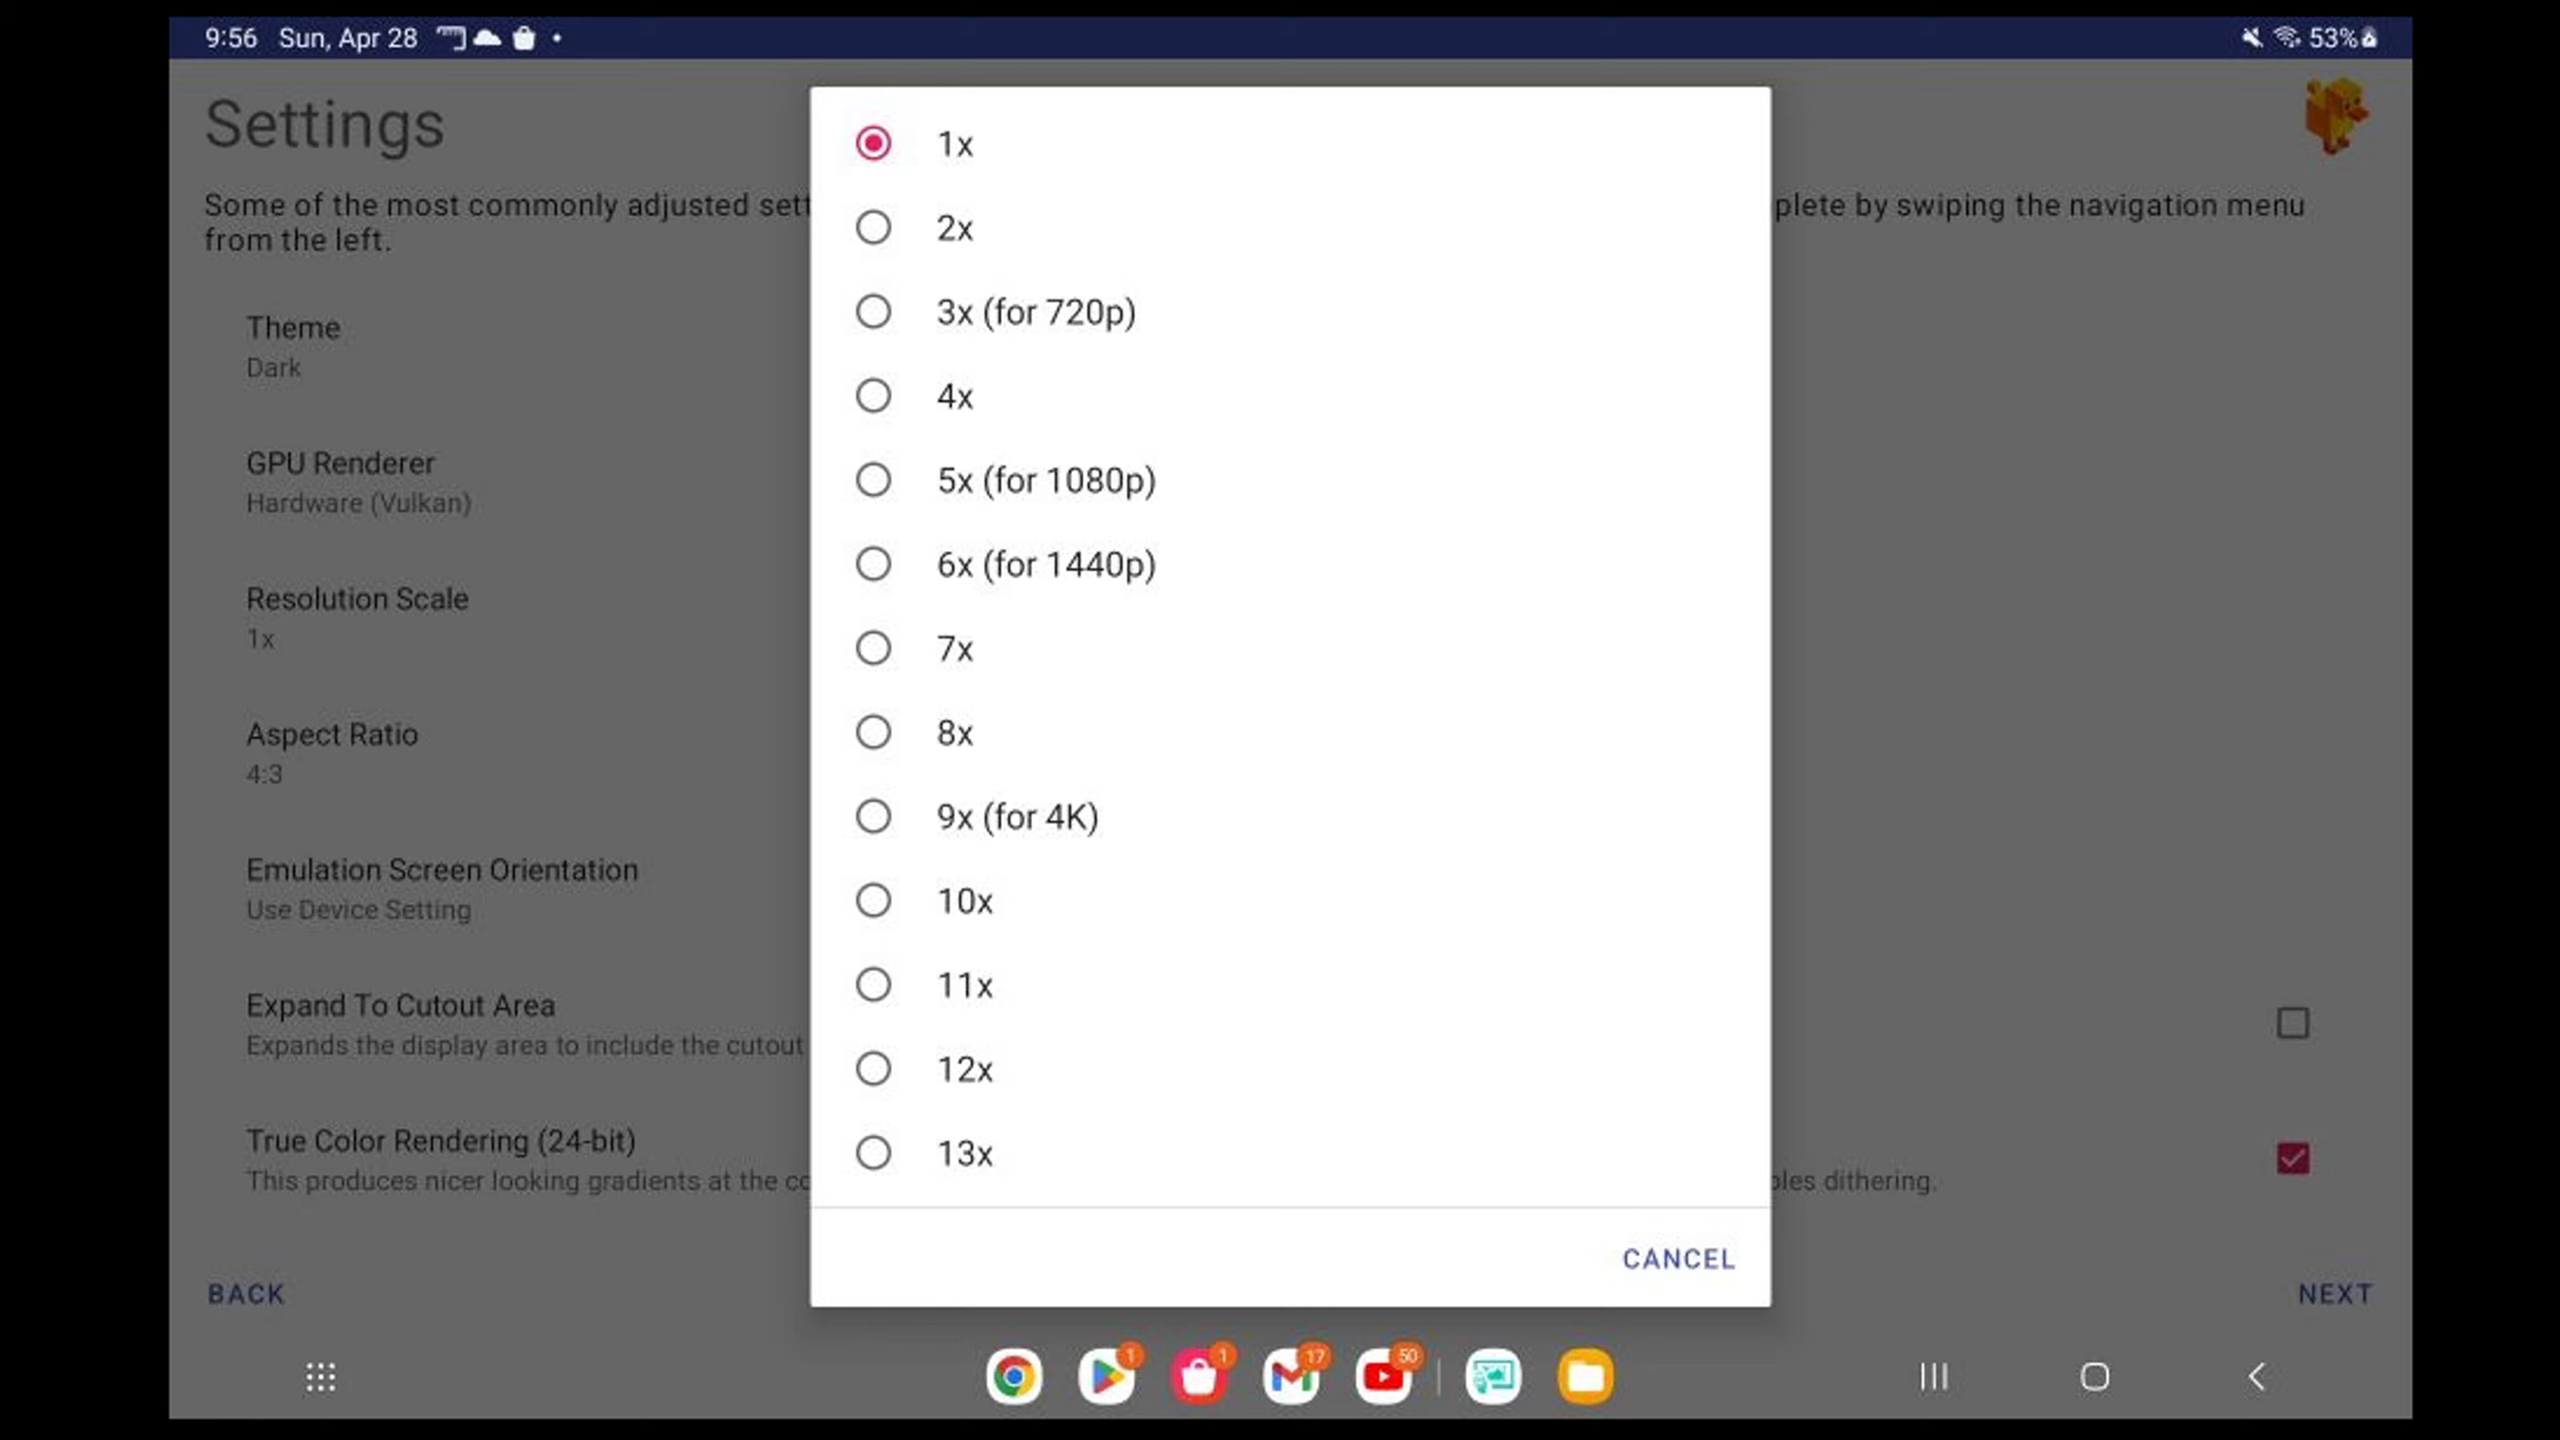 9:56 Sun, Apr 28
53%
Settings
Some of the most commonly adjusted
plete by swiping the navigation menu
from the left.
Theme
Dark
GPU Renderer
Hardware (Vulkan)
Resolution Scale
1x
Aspect Ratio
4:3
Emulation Screen Orientation
Use Device Setting
Expand To Cutout Area
Expands the display area to include the cutout
True Color Rendering (24-bit)
This produces nicer looking gradients at the
dithering.
1x
2x
3x (for 720p)
4x
5x (for 1080p)
6x (for 1440p)
7x
8x
9x (for 4K)
10x
11x
12x
13x
CANCEL
BACK
NEXT
1
1
17
50